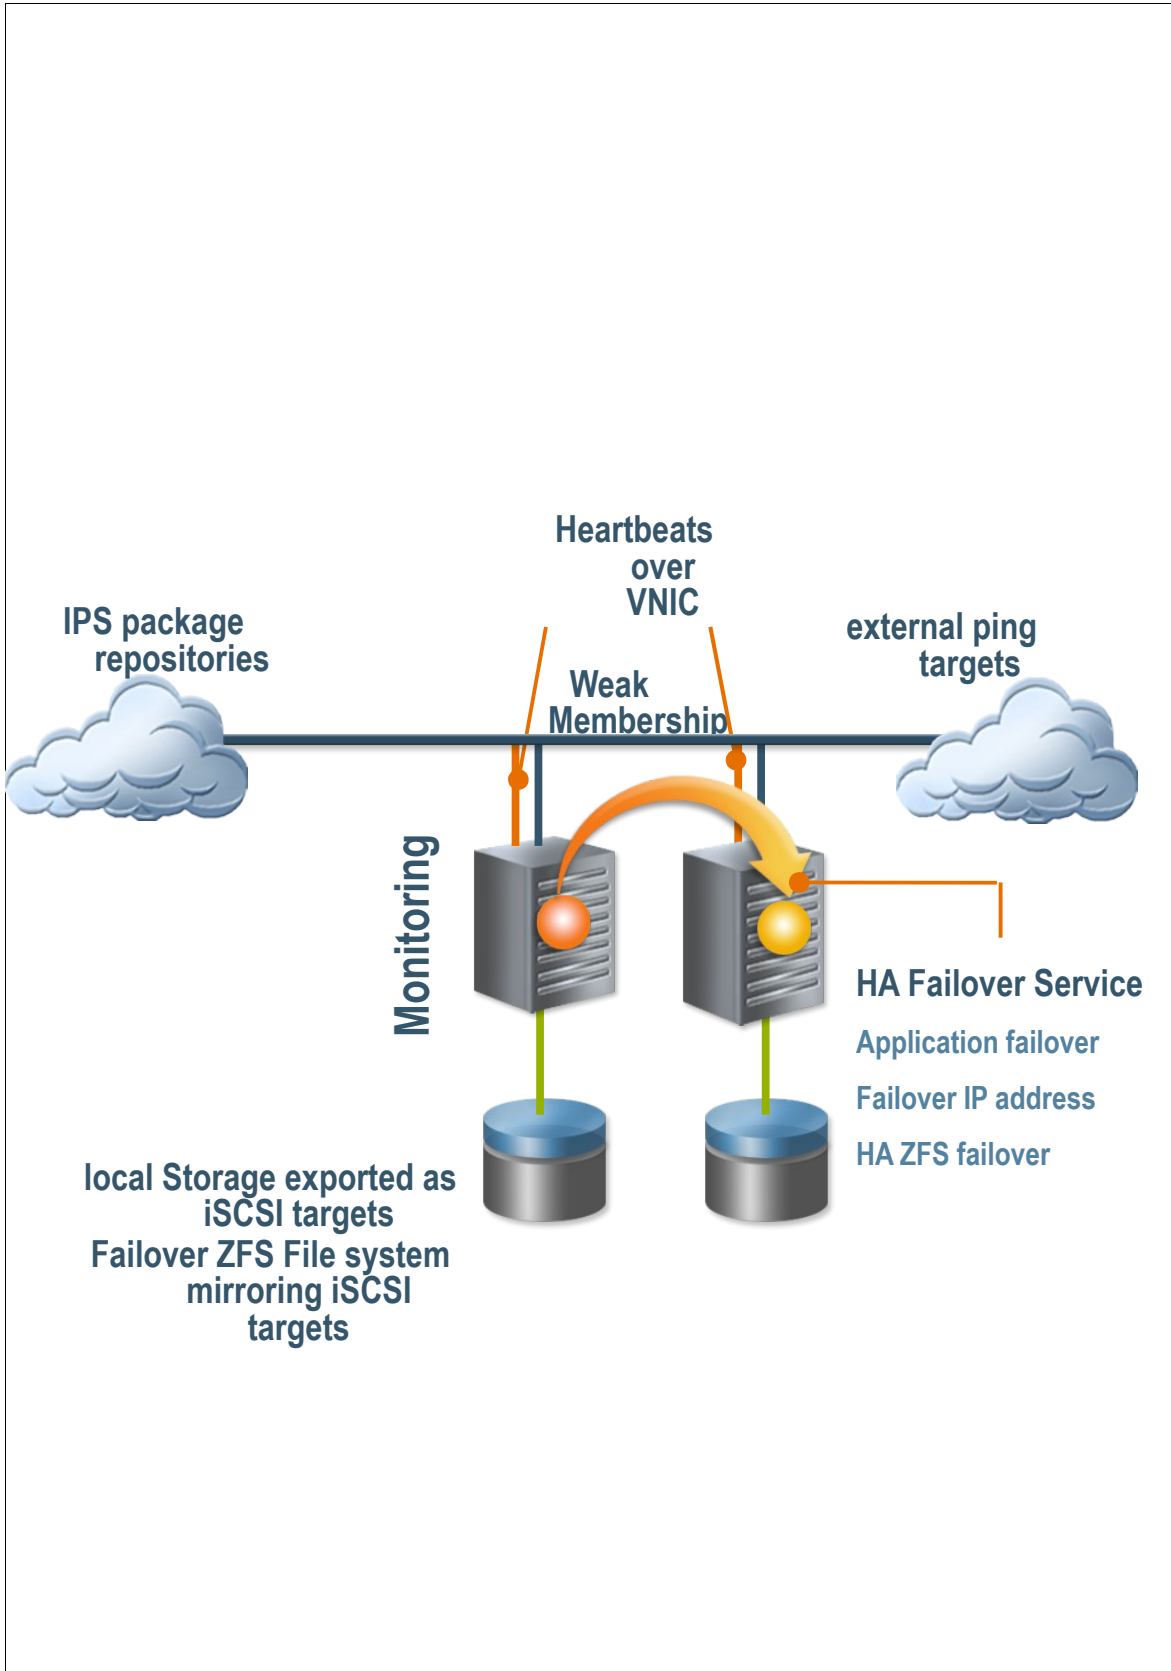 Heartbeats
over
VNIC
IPS package
repositories
external ping
targets
Weak
Membership
Monitoring
HA Failover Service
Application failover
Failover IP address
HA ZFS failover
local Storage exported as
iSCSI targets
Failover ZFS File system
mirroring iSCSI
targets